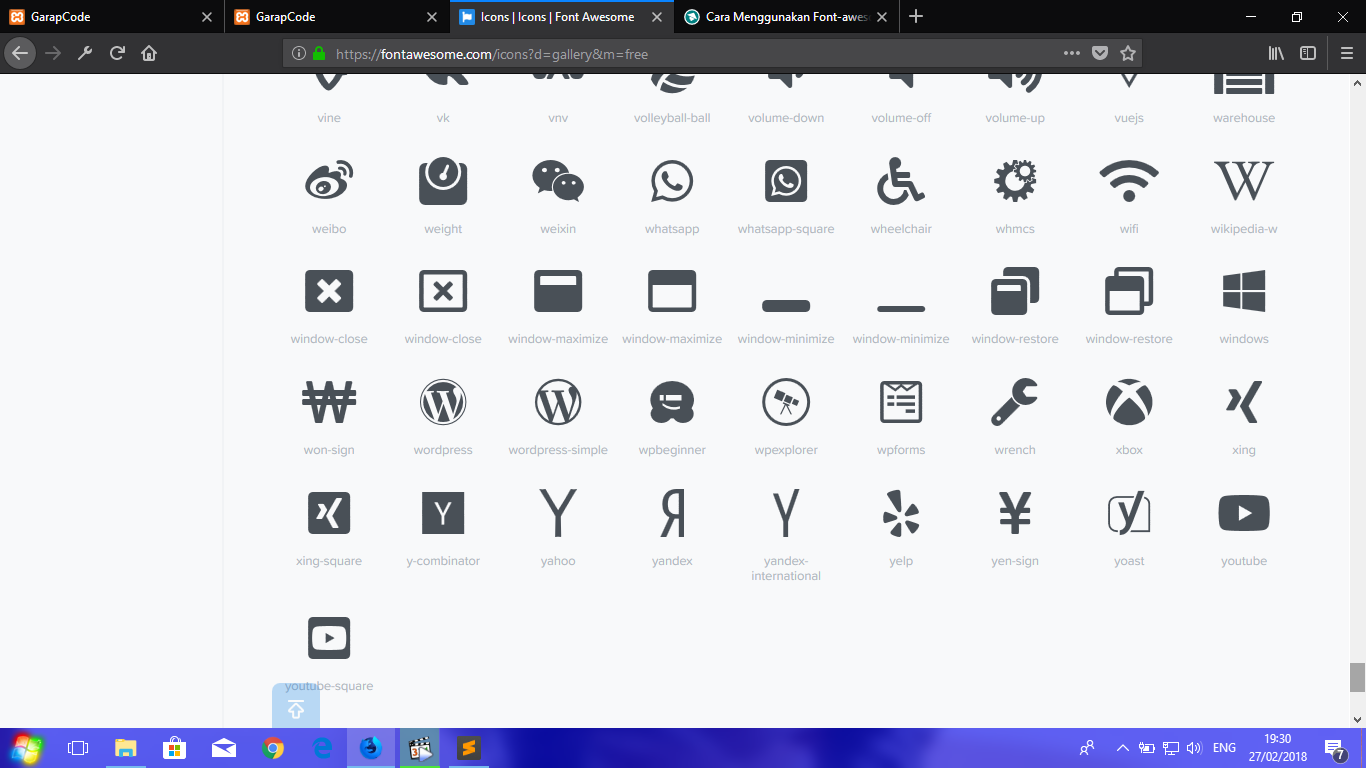 GarapCode
GarapCode
Icons | Icons | Font Awesome
Cara Menggunakan Font-awes
https://fontawesome.com/icons?d=gallery&m=free
vine vk vnv volleyball-ball volume-down volume-off volume-up vuejs warehouse
weibo weight weixin whatsapp whatsapp-square wheelchair whmcs wifi wikipedia-w
window-close window-close window-maximize window-maximize window-minimize window-minimize window-restore window-restore windows
won-sign wordpress wordpress-simple wpbeginner wpexplorer wpforms wrench xbox xing
xing-square y-combinator yahoo yandex yandex-
international yelp yen-sign yoast youtube
youtube-square
ENG
19:30
27/02/2018
7